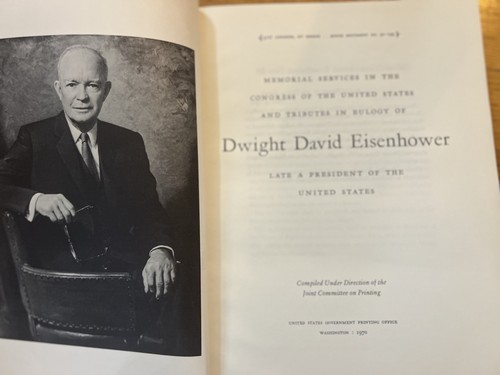 MEMORIAL SERVICES IN THE
CONGRESS OF THE UNITED STATES
AND TRIBUTES IN EULOGY OF
Dwight David Eisenhower
LATE A PRESIDENT OF THE
UNITED STATES
Compiled Under Direction of the
Joint Committee on Printing
UNITED STATES GOVERNMENT PRINTING OFFICE
WASHINGTON : 1970